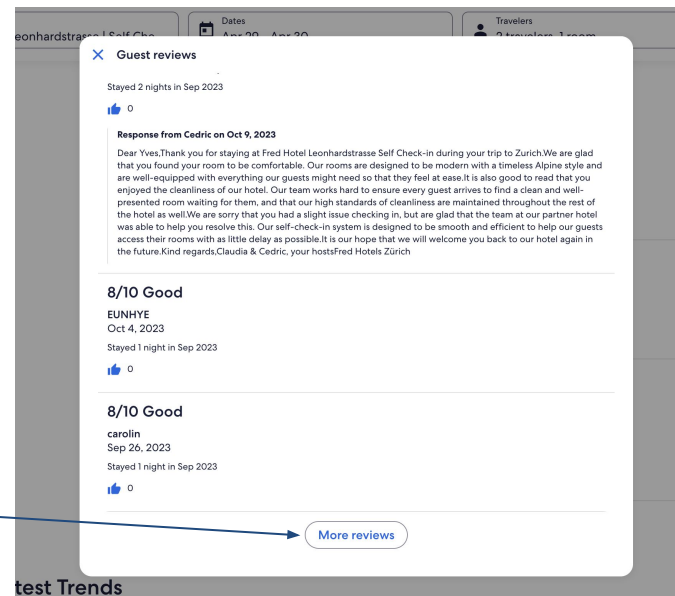 Dates
Travelers
eonhardstrasse | Self Che
Apr 29 - Apr 30
2 travelers, 1 room
Guest reviews
Stayed 2 nights in Sep 2023
0
Response from Cedric on Oct 9, 2023
Dear Yves,Thank you for staying at Fred Hotel Leonhardstrasse Self Check-in during your trip to Zurich.We are glad
that you found your room to be comfortable. Our rooms are designed to be modern with a timeless Alpine style and
are well-equipped with everything our guests might need so that they feel at ease.It is also good to read that you
enjoyed the cleanliness of our hotel. Our team works hard to ensure every guest arrives to find a clean and well-
presented room waiting for them, and that our high standards of cleanliness are maintained throughout the rest of
the hotel as well.We are sorry that you had a slight issue checking in, but are glad that the team at our partner hotel
was able to help you resolve this. Our self-check-in system is designed to be smooth and efficient to help our guests
access their rooms with as little delay as possible.It is our hope that we will welcome you back to our hotel again in
the future.Kind regards,Claudia & Cedric, your hostsFred Hotels Zürich
8/10 Good
EUNHYE
Oct 4, 2023
Stayed 1 night in Sep 2023
0
8/10 Good
carolin
Sep 26, 2023
Stayed 1 night in Sep 2023
0
More reviews
test Trends